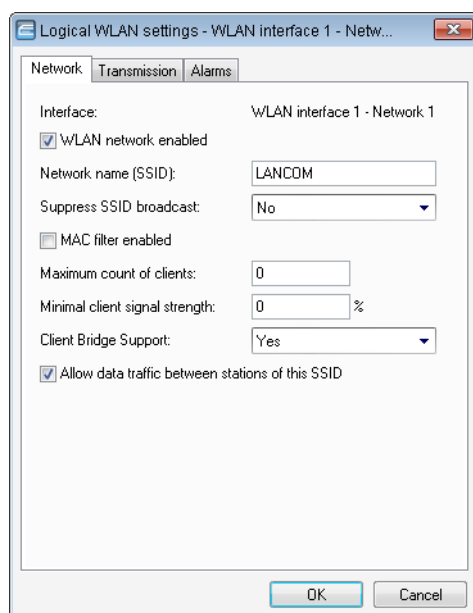 Logical WLAN settings - WLAN interface 1 - Netw...
Network Transmission Alarms
Interface: WLAN interface 1 - Network 1
WLAN network enabled
Network name (SSID): LANCOM
Suppress SSID broadcast: No
MAC filter enabled
Maximum count of clients: 0
Minimal client signal strength: 0 %
Client Bridge Support: Yes
Allow data traffic between stations of this SSID
OK Cancel